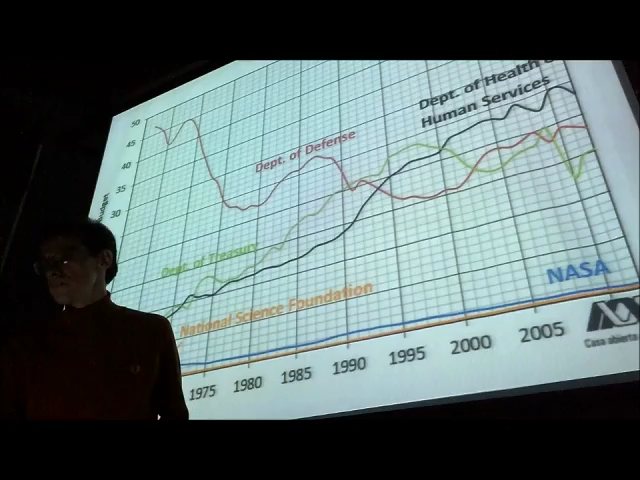 Dept. of Health
Human Services
50
45
40
35
30
Dept. of Defense
Dept. of Treasury
National Science Foundation
NASA
Casa abierta
1975
1980
1985
1990
1995
2000
2005